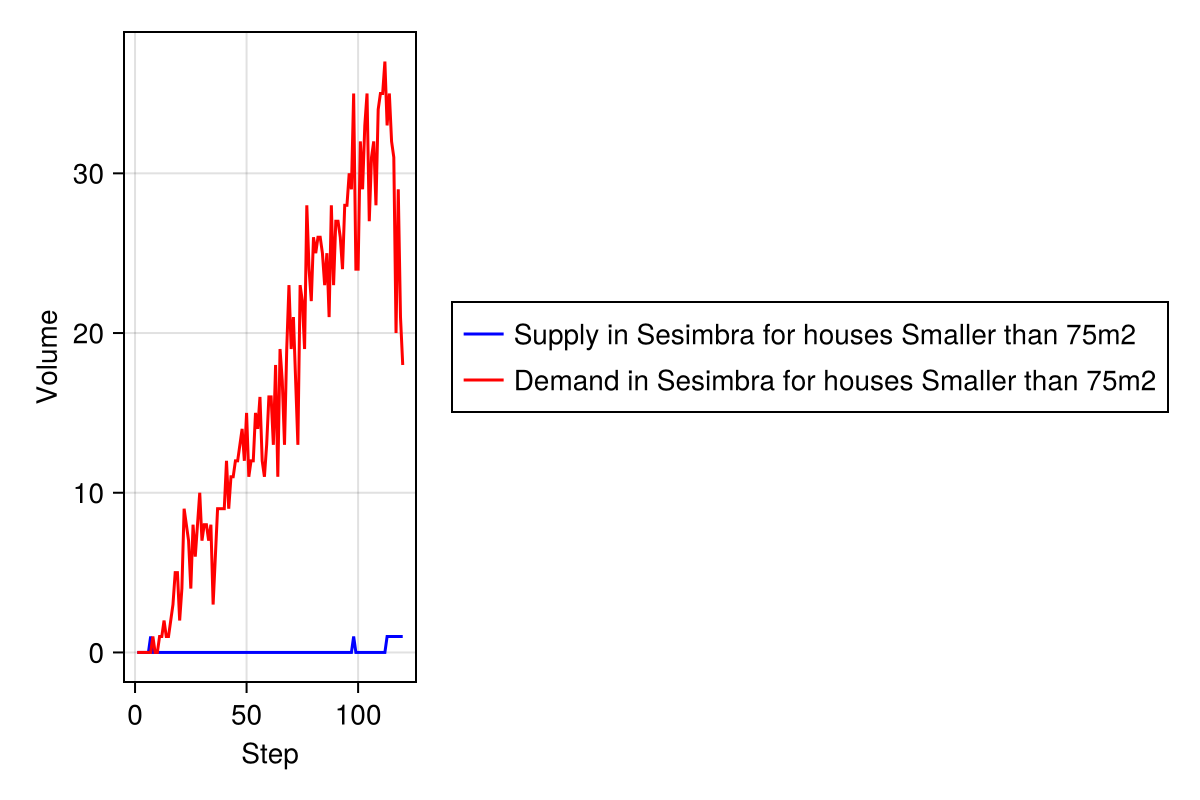 Volume
30
20
10
0
0 50 100
Step
Supply in Sesimbra for houses Smaller than 75m2
Demand in Sesimbra for houses Smaller than 75m2